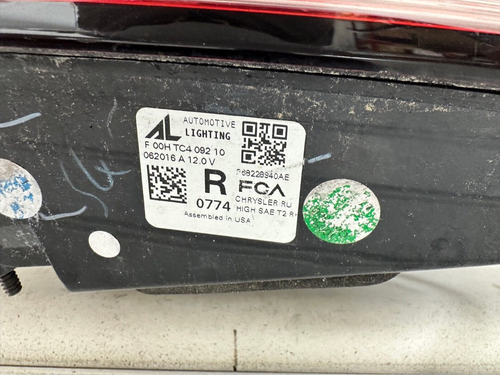 AL AUTOMOTIVE
LIGHTING
F 00H TC4 092 10
062016 A 12.0 V
P68229940AE
R FCA
0774 CHRYSLER RU
HIGH SAE T2 R
Assembled in USA